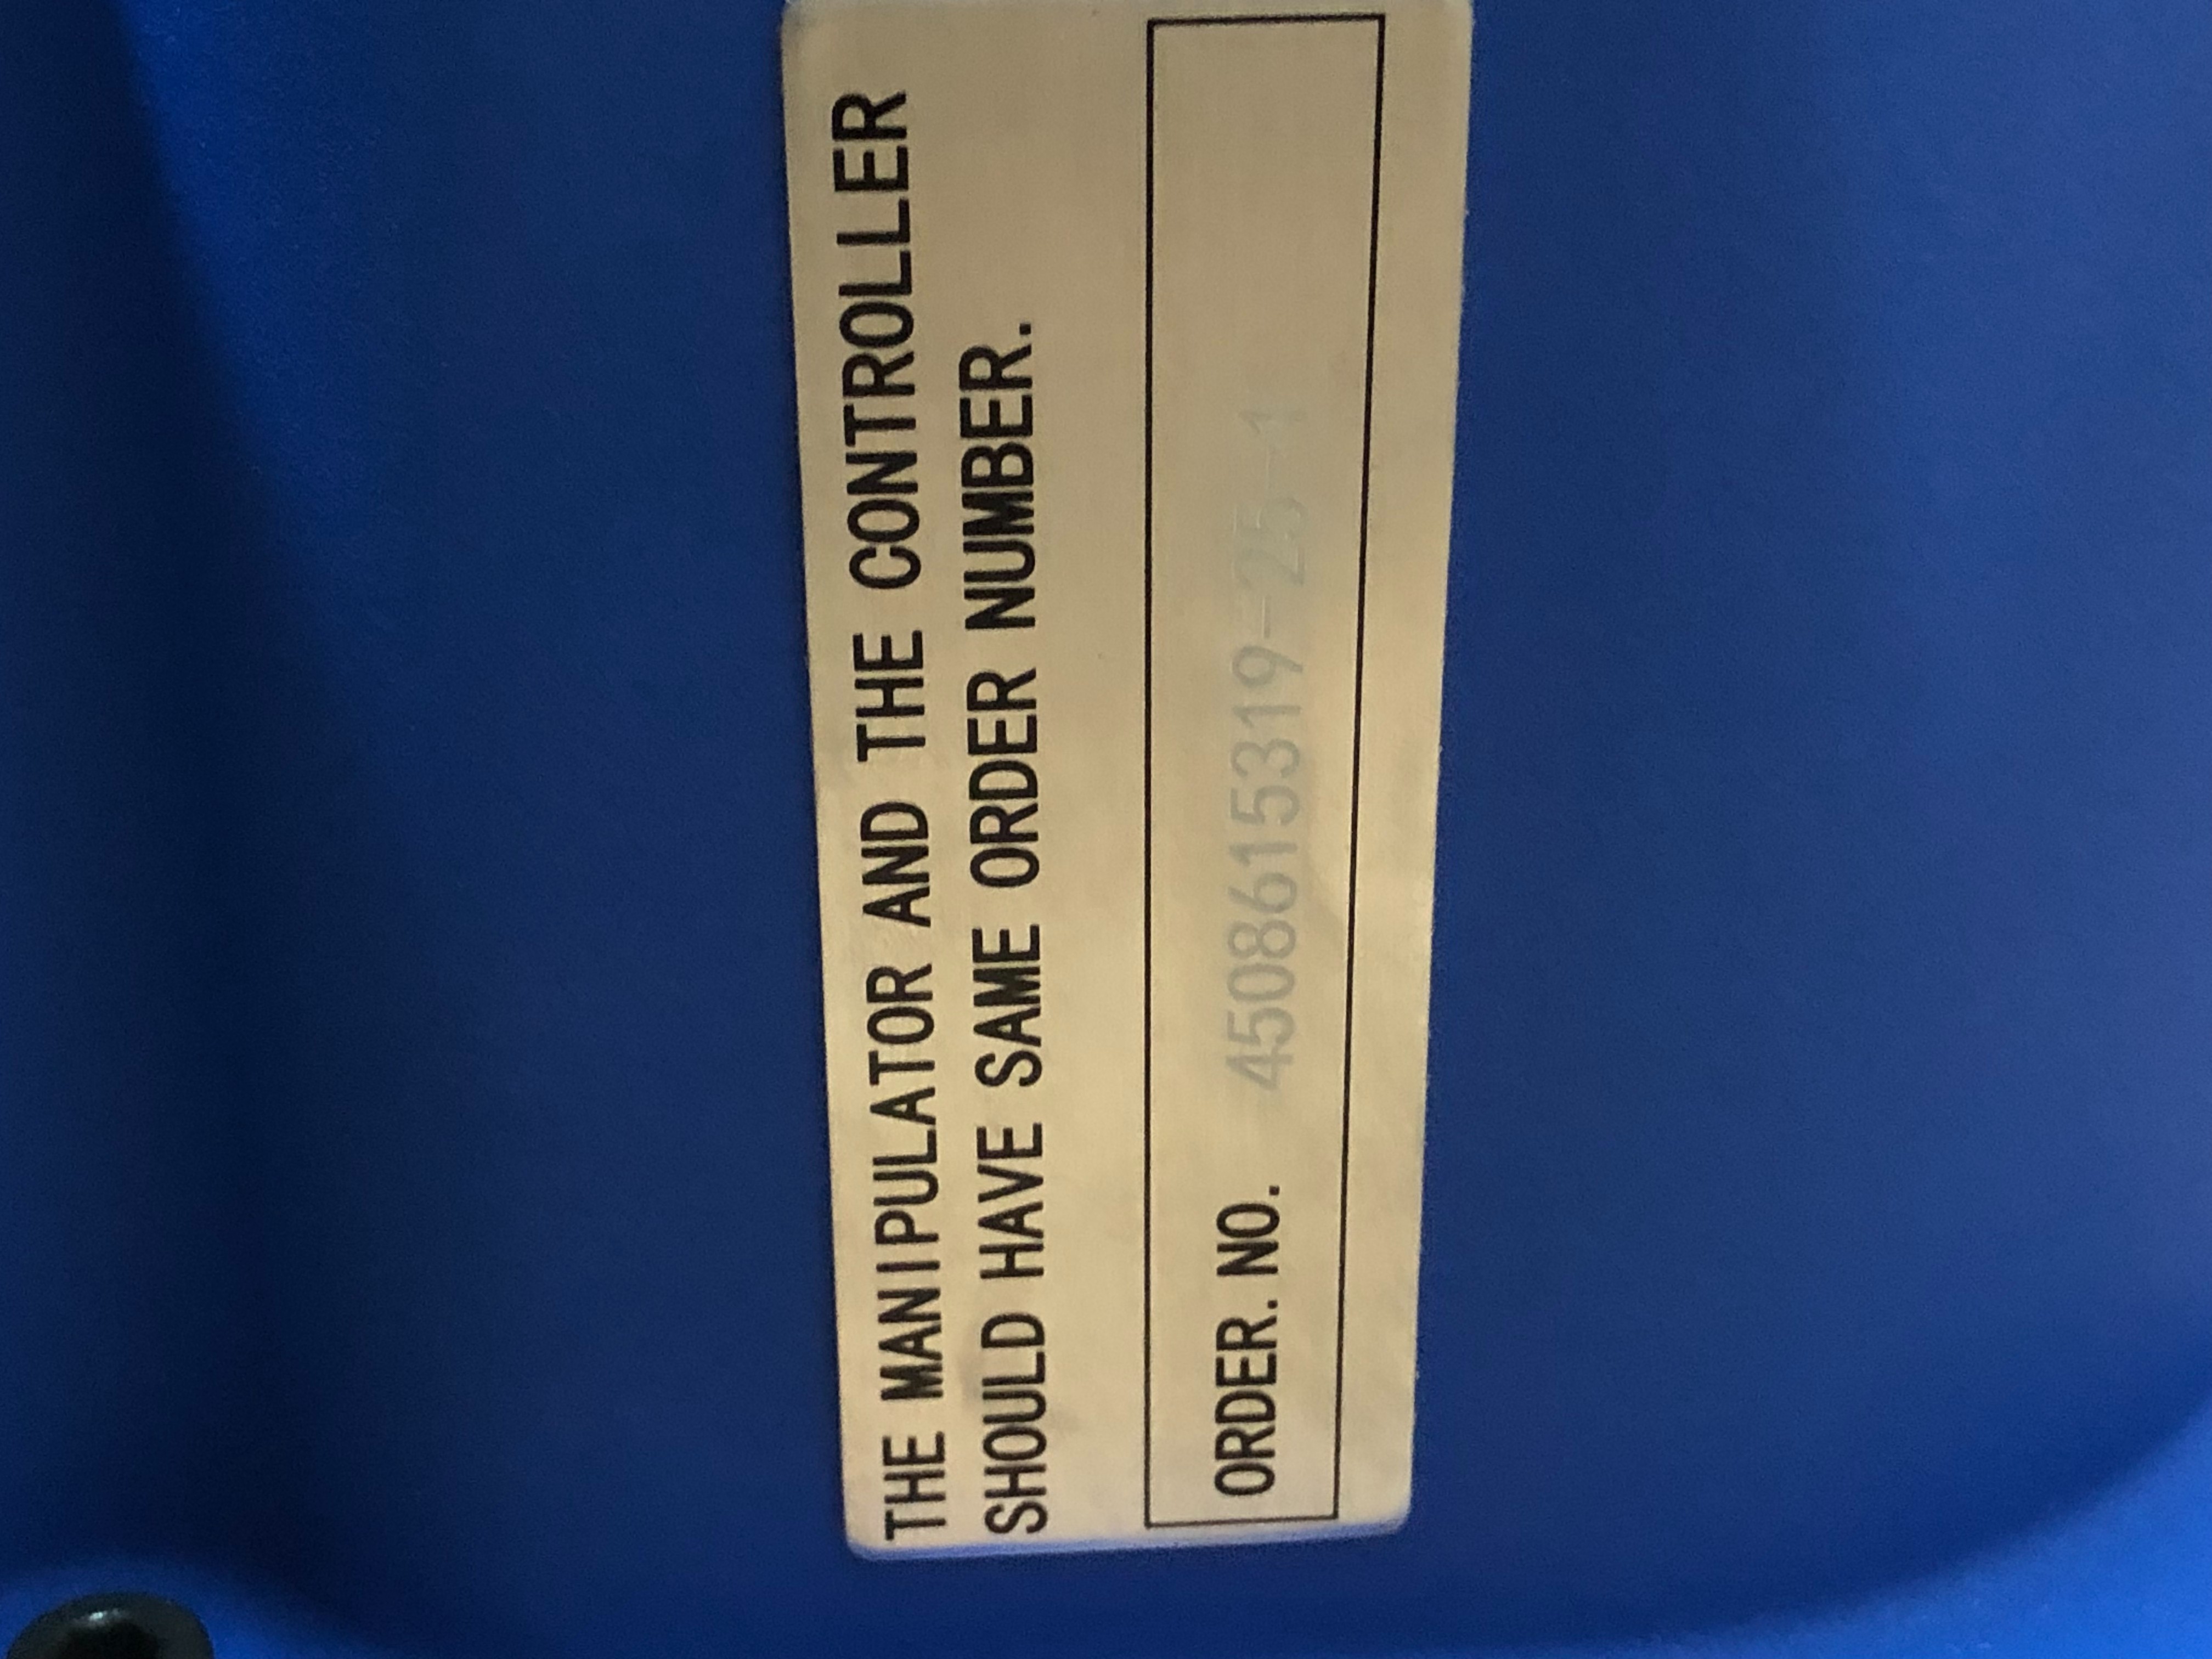 THE MANIPULATOR AND THE CONTROLLER
SHOULD HAVE SAME ORDER NUMBER.
ORDER. NO. 4508615319-25-1